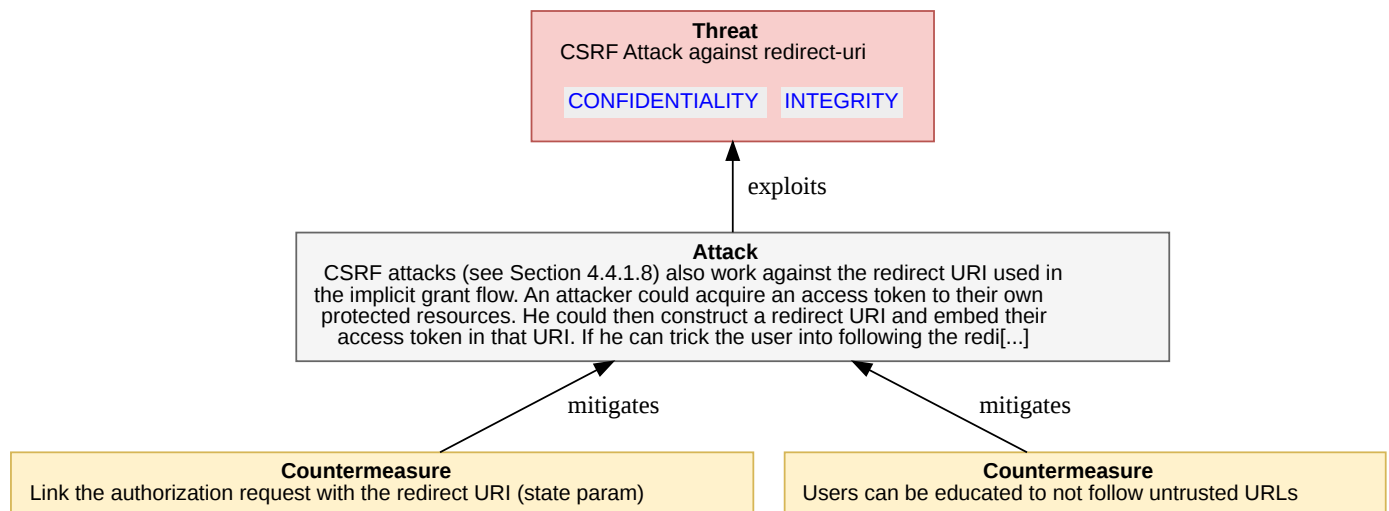 Threat
CSRF Attack against redirect-uri
CONFIDENTIALITY INTEGRITY
exploits
Attack
CSRF attacks (see Section 4.4.1.8) also work against the redirect URI used in
the implicit grant flow. An attacker could acquire an access token to their own
protected resources. He could then construct a redirect URI and embed their
access token in that URI. If he can trick the user into following the redi[...]
mitigates mitigates
Countermeasure
Link the authorization request with the redirect URI (state param)
Countermeasure
Users can be educated to not follow untrusted URLs